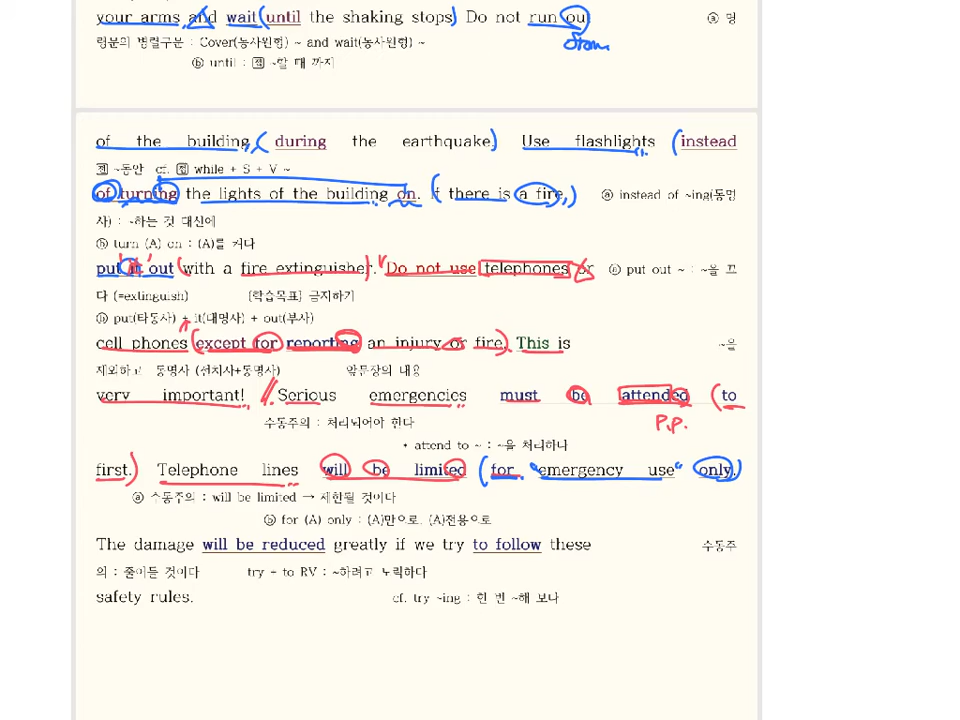 your arms and wait until the shaking stops. Do not run ou ⓐ 명
령문의 병렬구문 : Cover(동사원형) ~ and wait(동사원형) ~
ⓑ until : 접 ~할 때 까지
of the building, during the earthquake. Use flashlights instead
전 ~동안 cf. 접 while + S + V ~
of turning the lights of the building on. If there is a fire, ⓐ instead of ~ing(동명
사) : ~하는 것 대신에
ⓑ turn (A) on : (A)를 켜다
put it out with a fire extinguisher. Do not use telephones or ⓐ put out ~ : ~을 끄
다 (=extinguish) [학습목표] 금지하기
ⓑ put(타동사) + it(대명사) + out(부사)
cell phones except for reporting an injury or fire. This is ~을
제외하고 동명사 (전치사+동명사) 앞문장의 내용
very important! Serious emergencies must be attended to
수동주의 : 처리되어야 한다
p.p.
* attend to ~ : ~을 처리하다
first. Telephone lines will be limited for "emergency use" only.
ⓐ 수동주의 : will be limited → 제한될 것이다
ⓑ for (A) only : (A)만으로, (A)전용으로
The damage will be reduced greatly if we try to follow these 수동주
의 : 줄어들 것이다 try + to RV : ~하려고 노력하다
safety rules. cf. try ~ing : 한 번 ~해 보다